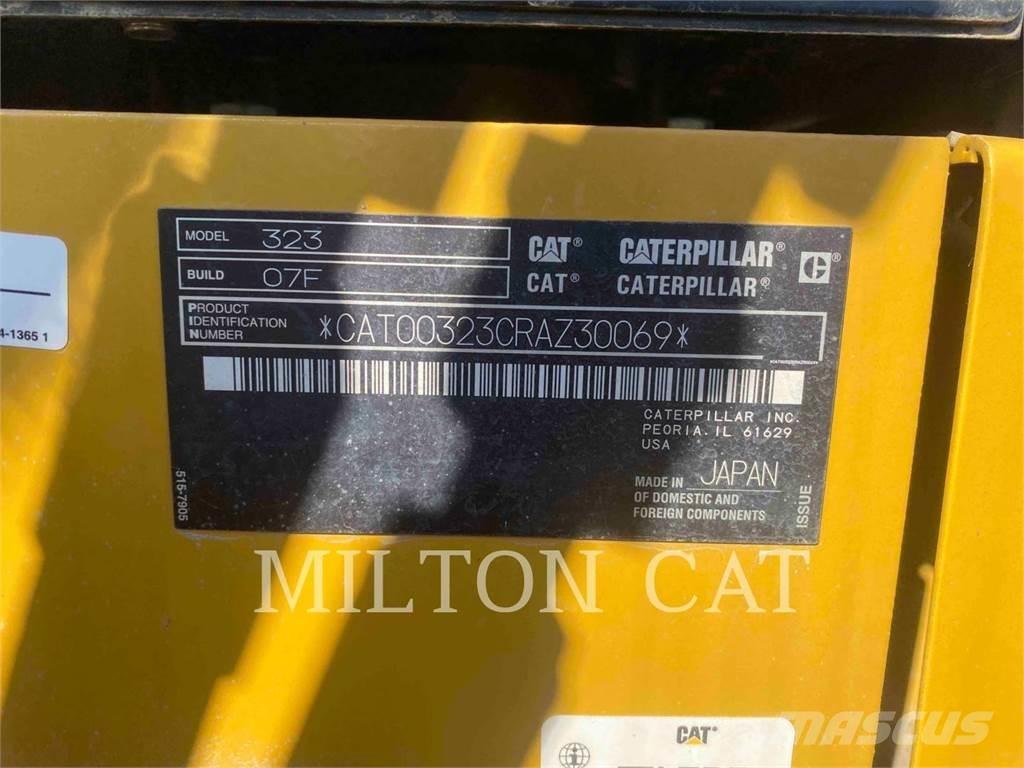 MODEL 323
BUILD 07F
CAT® CATERPILLAR®
CAT® CATERPILLAR®
C®
PRODUCT
IDENTIFICATION
NUMBER
*CAT00323CRAZ30069*
CATERPILLAR INC.
PEORIA. IL 61629
USA
MADE IN JAPAN
OF DOMESTIC AND
FOREIGN COMPONENTS
ISSUE
515-7905
4-1365 1
MILTON CAT
CAT®
MASCUS